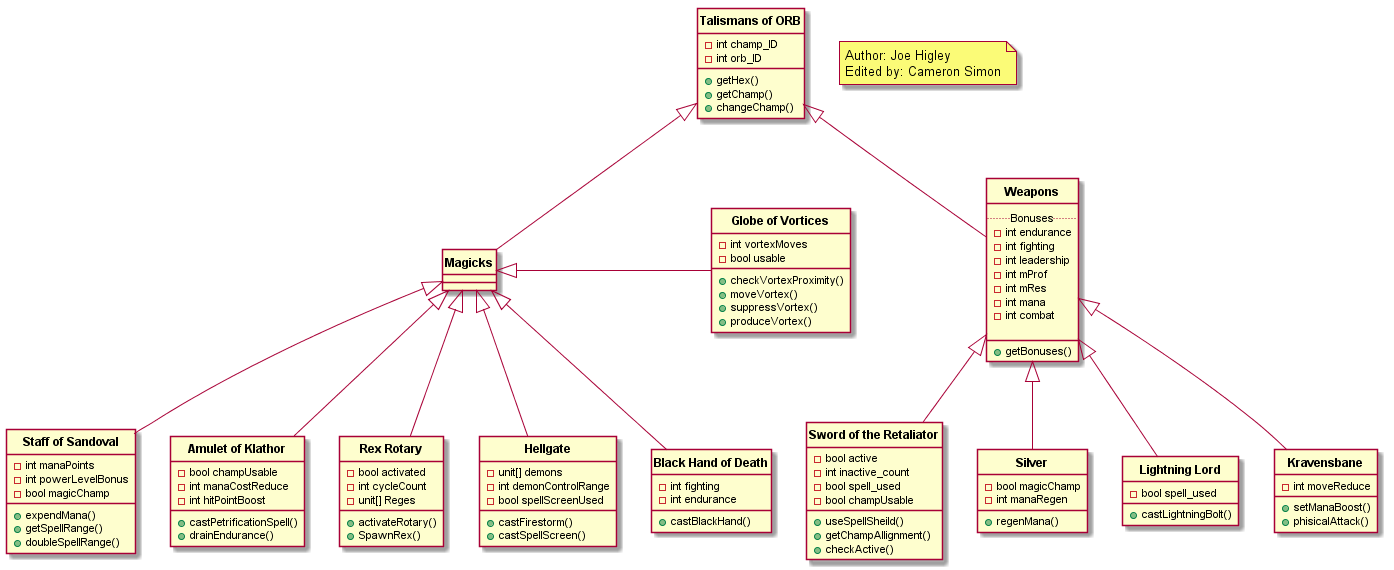 Talismans of ORB
int champ_ID
int orb_ID
getHex()
getChamp()
changeChamp()
Author: Joe Higley
Edited by: Cameron Simon
Weapons
Bonuses
int endurance
int fighting
int leadership
int mProf
int mRes
int mana
int combat
getBonuses()
Globe of Vortices
int vortexMoves
bool usable
checkVortexProximity()
moveVortex()
suppressVortex()
produceVortex()
Magicks
Staff of Sandoval
int manaPoints
int powerLevelBonus
bool magicChamp
expendMana()
getSpellRange()
doubleSpellRange()
Amulet of Klathor
bool champUsable
int manaCostReduce
int hitPointBoost
castPetrificationSpell()
drainEndurance()
Rex Rotary
bool activated
int cycleCount
unit[] Reges
activateRotary()
SpawnRex()
Hellgate
unit[] demons
int demonControlRange
bool spellScreenUsed
castFirestorm()
castSpellScreen()
Black Hand of Death
int fighting
int endurance
castBlackHand()
Sword of the Retaliator
bool active
int inactive_count
bool spell_used
bool champUsable
useSpellSheild()
getChampAllignment()
checkActive()
Silver
bool magicChamp
int manaRegen
regenMana()
Lightning Lord
bool spell_used
castLightningBolt()
Kravensbane
int moveReduce
setManaBoost()
phisicalAttack()